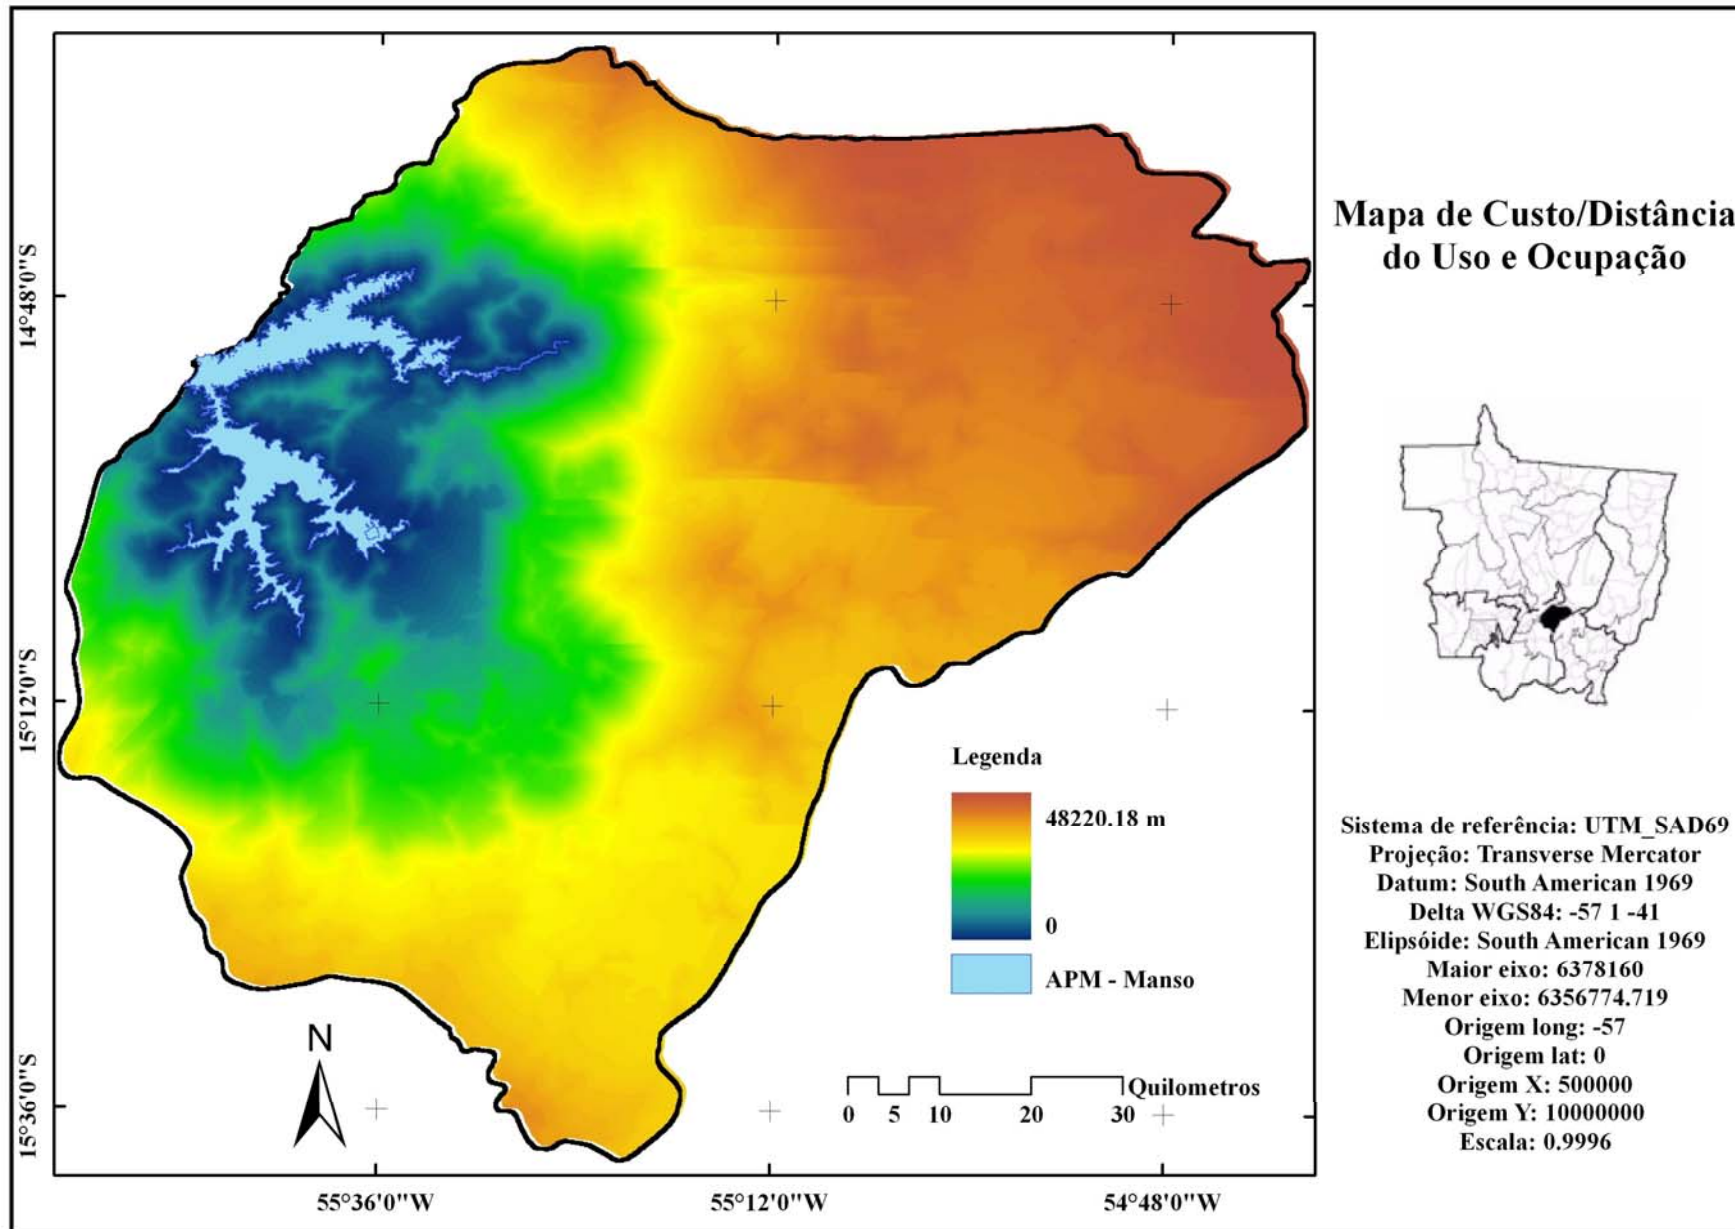 Mapa de Custo/Distância
do Uso e Ocupação
14°48'0"S
15°12'0"S
15°36'0"S
Legenda
48220.18 m
0
APM - Manso
N
Quilometros
0 5 10 20 30
55°36'0"W 55°12'0"W 54°48'0"W
Sistema de referência: UTM_SAD69
Projeção: Transverse Mercator
Datum: South American 1969
Delta WGS84: -57 1 -41
Elipsóide: South American 1969
Maior eixo: 6378160
Menor eixo: 6356774.719
Origem long: -57
Origem lat: 0
Origem X: 500000
Origem Y: 10000000
Escala: 0.9996